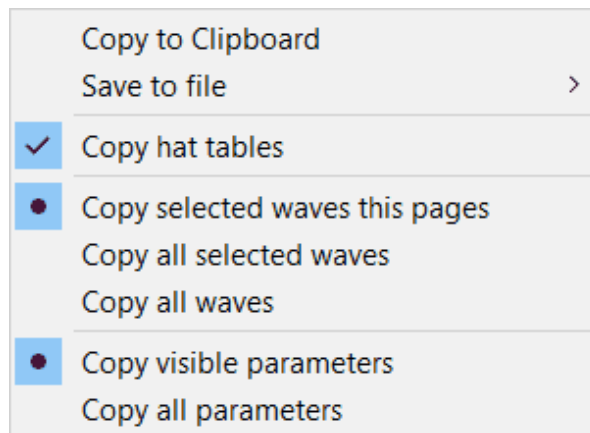 Copy to Clipboard
Save to file
Copy hat tables
Copy selected waves this pages
Copy all selected waves
Copy all waves
Copy visible parameters
Copy all parameters